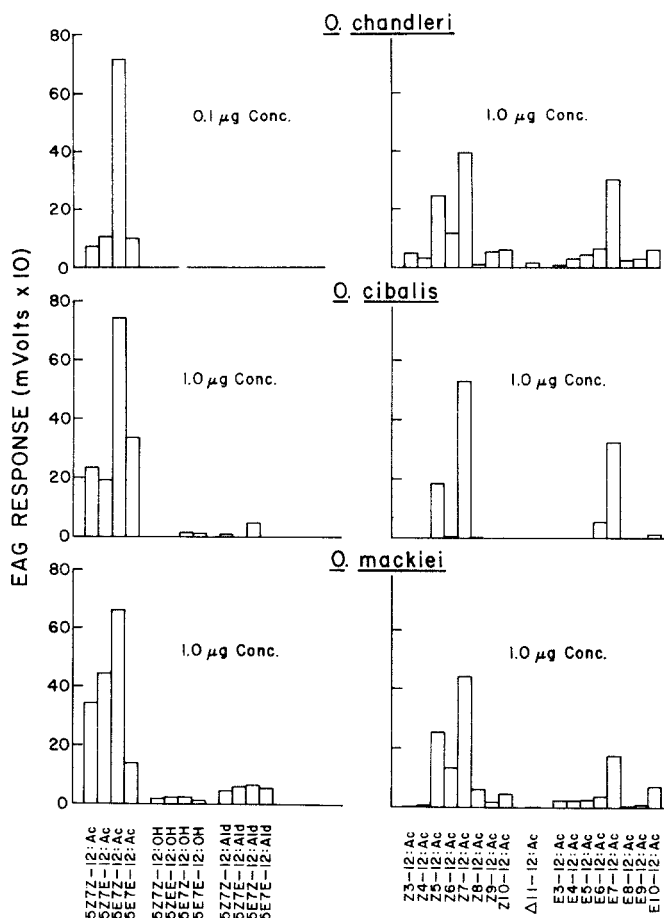 O. chandleri
80
60
40
20
0
0.1 µg Conc.
1.0 µg Conc.
O. cibalis
80
60
40
20
0
1.0 µg Conc.
1.0 µg Conc.
O. mackiei
80
60
40
20
0
1.0 µg Conc.
1.0 µg Conc.
EAG RESPONSE (mVolts x 10)
5Z7Z-12:Ac
5Z7E-12:Ac
5E7Z-12:Ac
5E7E-12:Ac
5Z7Z-12:OH
5ZEE-12:OH
5E7Z-12:OH
5E7E-12:OH
5Z7Z-12:Ald
5Z7E-12:Ald
5E7Z-12:Ald
5E7E-12:Ald
Z3-12:Ac
Z4-12:Ac
Z5-12:Ac
Z6-12:Ac
Z7-12:Ac
Z8-12:Ac
Z9-12:Ac
Z10-12:Ac
Δ11-12:Ac
E3-12:Ac
E4-12:Ac
E5-12:Ac
E6-12:Ac
E7-12:Ac
E8-12:Ac
E9-12:Ac
E10-12:Ac